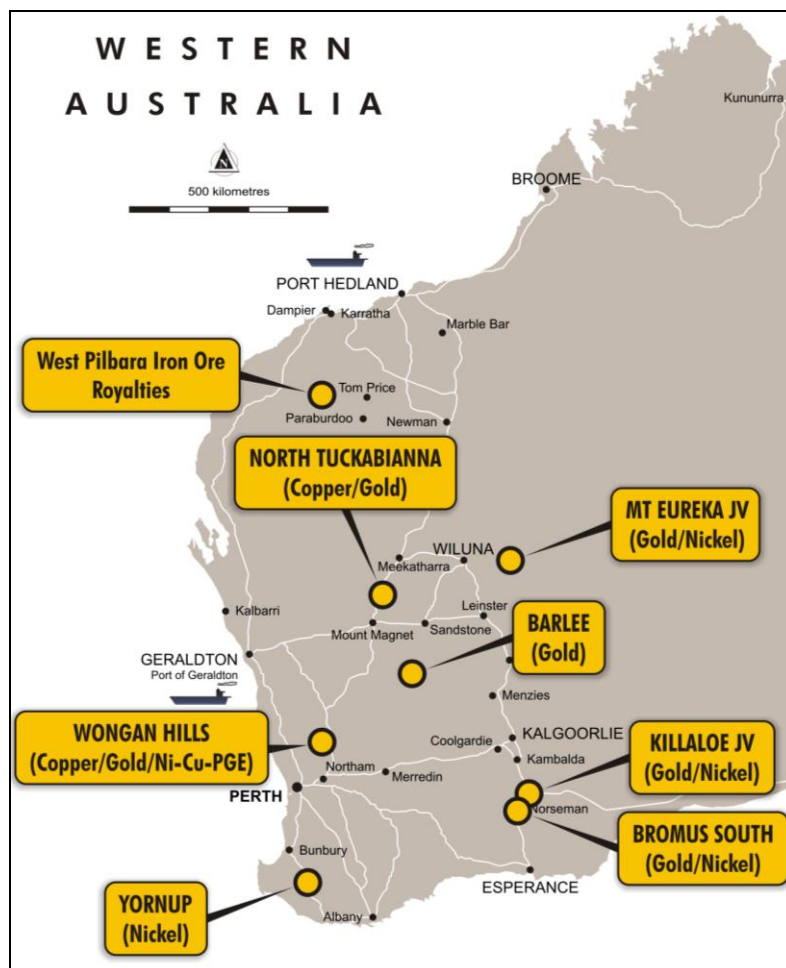 WESTERN
AUSTRALIA
N
500 kilometres
Kununurra
BROOME
PORT HEDLAND
Dampier
Karratha
Marble Bar
West Pilbara Iron Ore
Royalties
Tom Price
Paraburdoo
Newman
NORTH TUCKABIANNA
(Copper/Gold)
MT EUREKA JV
(Gold/Nickel)
WILUNA
Meekatharra
Kalbarri
Leinster
Mount Magnet
Sandstone
BARLEE
(Gold)
GERALDTON
Port of Geraldton
Menzies
WONGAN HILLS
(Copper/Gold/Ni-Cu-PGE)
KALGOORLIE
Coolgardie
Kambalda
KILLALOE JV
(Gold/Nickel)
Northam
Merredin
PERTH
Norseman
BROMUS SOUTH
(Gold/Nickel)
Bunbury
ESPERANCE
YORNUP
(Nickel)
Albany